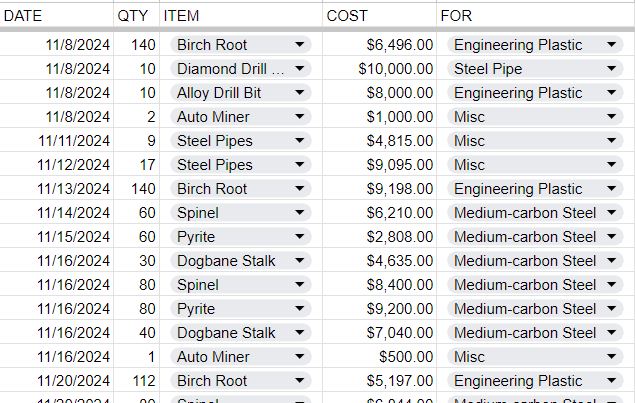 DATE QTY ITEM COST FOR
11/8/2024 140 Birch Root $6,496.00 Engineering Plastic
11/8/2024 10 Diamond Drill ... $10,000.00 Steel Pipe
11/8/2024 10 Alloy Drill Bit $8,000.00 Engineering Plastic
11/8/2024 2 Auto Miner $1,000.00 Misc
11/11/2024 9 Steel Pipes $4,815.00 Misc
11/12/2024 17 Steel Pipes $9,095.00 Misc
11/13/2024 140 Birch Root $9,198.00 Engineering Plastic
11/14/2024 60 Spinel $6,210.00 Medium-carbon Steel
11/15/2024 60 Pyrite $2,808.00 Medium-carbon Steel
11/16/2024 30 Dogbane Stalk $4,635.00 Medium-carbon Steel
11/16/2024 80 Spinel $8,400.00 Medium-carbon Steel
11/16/2024 80 Pyrite $9,200.00 Medium-carbon Steel
11/16/2024 40 Dogbane Stalk $7,040.00 Medium-carbon Steel
11/16/2024 1 Auto Miner $500.00 Misc
11/20/2024 112 Birch Root $5,197.00 Engineering Plastic
11/20/2024 80 Spinel Medium-carbon Steel